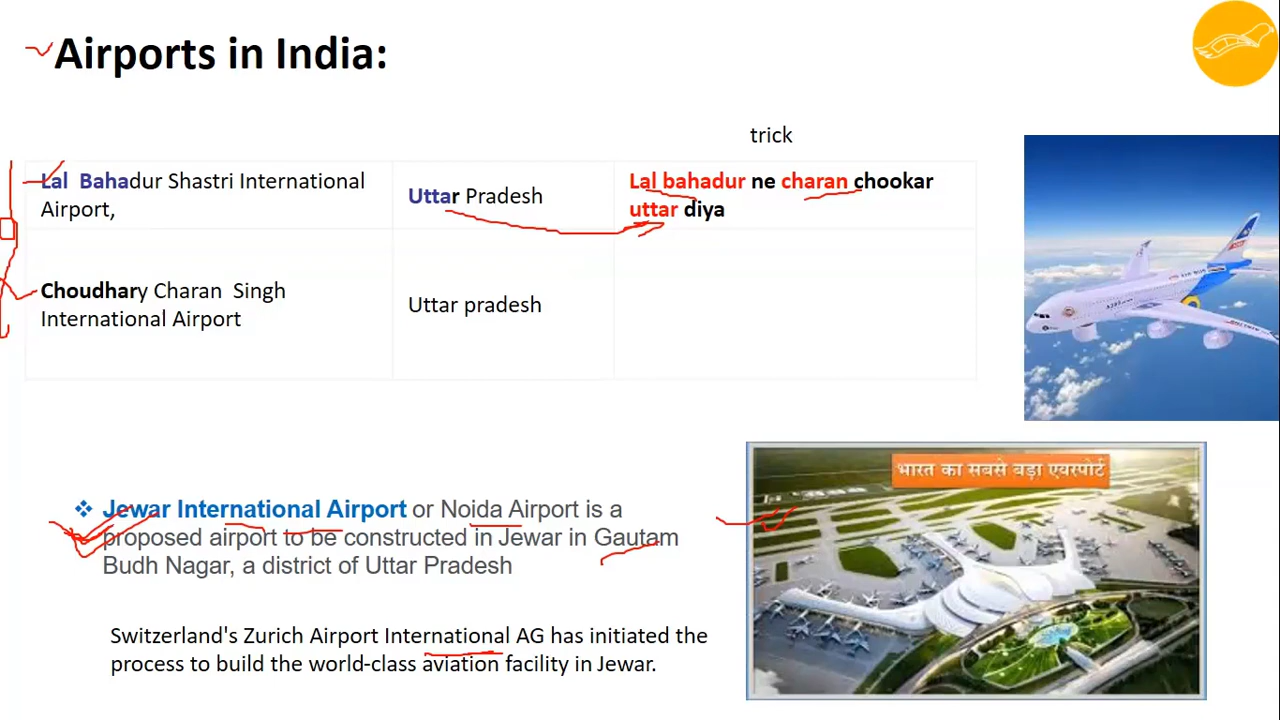 Airports in India:
trick
Lal Bahadur Shastri International
Airport,
Uttar Pradesh
Lal bahadur ne charan chookar
uttar diya
Choudhary Charan Singh
International Airport
Uttar pradesh
भारत का सबसे बड़ा एयरपोर्ट
❖ Jewar International Airport or Noida Airport is a
proposed airport to be constructed in Jewar in Gautam
Budh Nagar, a district of Uttar Pradesh
Switzerland's Zurich Airport International AG has initiated the
process to build the world-class aviation facility in Jewar.